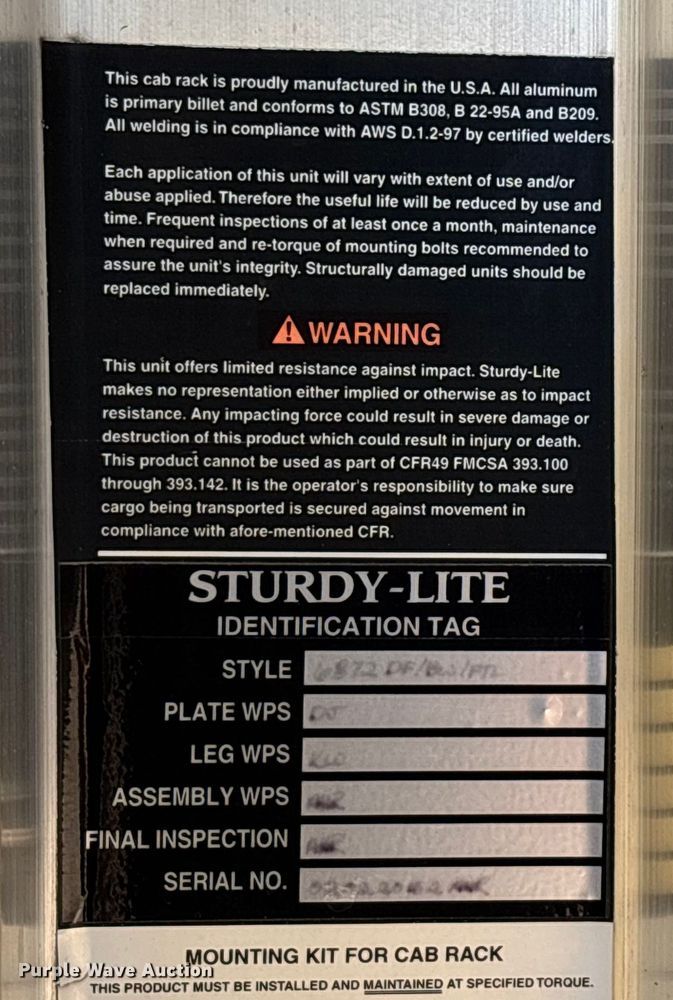 This cab rack is proudly manufactured in the U.S.A. All aluminum
is primary billet and conforms to ASTM B308, B 22-95A and B209.
All welding is in compliance with AWS D.1.2-97 by certified welders.
Each application of this unit will vary with extent of use and/or
abuse applied. Therefore the useful life will be reduced by use and
time. Frequent inspections of at least once a month, maintenance
when required and re-torque of mounting bolts recommended to
assure the unit's integrity. Structurally damaged units should be
replaced immediately.
WARNING
This unit offers limited resistance against impact. Sturdy-Lite
makes no representation either implied or otherwise as to impact
resistance. Any impacting force could result in severe damage or
destruction of this product which could result in injury or death.
This product cannot be used as part of CFR49 FMCSA 393.100
through 393.142. It is the operator's responsibility to make sure
cargo being transported is secured against movement in
compliance with afore-mentioned CFR.
STURDY-LITE
IDENTIFICATION TAG
STYLE
PLATE WPS
LEG WPS
ASSEMBLY WPS
FINAL INSPECTION
SERIAL NO.
MOUNTING KIT FOR CAB RACK
Purple Wave Auction
THIS PRODUCT MUST BE INSTALLED AND MAINTAINED AT SPECIFIED TORQUE.